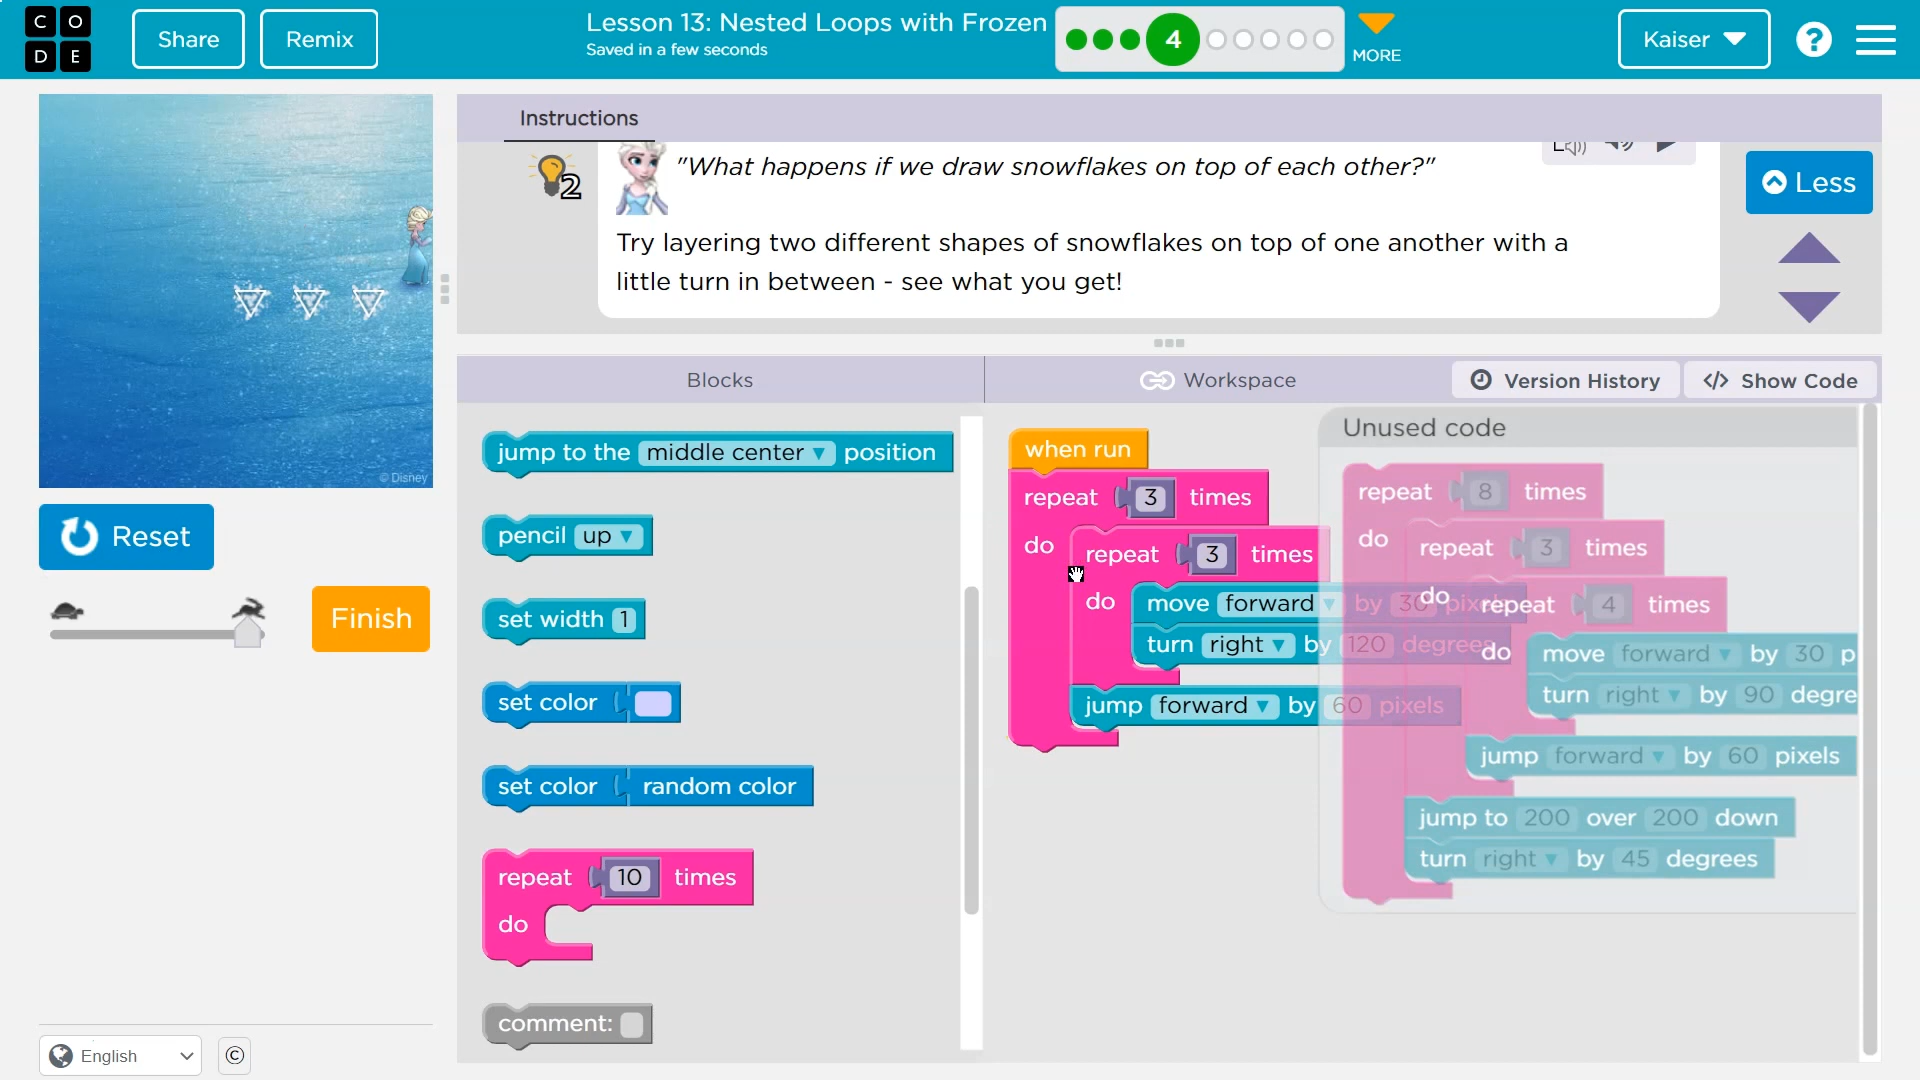 C O
D E
Share
Remix
Lesson 13: Nested Loops with Frozen
Saved in a few seconds
4
MORE
Kaiser
?
Instructions
2
"What happens if we draw snowflakes on top of each other?"
Try layering two different shapes of snowflakes on top of one another with a
little turn in between - see what you get!
Less
© Disney
Reset
Finish
English
©
Blocks
Workspace
Version History
Show Code
jump to the middle center position
pencil up
set width 1
set color
set color random color
repeat 10 times
do
comment:
when run
repeat 3 times
do
repeat 3 times
do
move forward by 30 pixels
turn right by 120 degrees
jump forward by 60 pixels
Unused code
repeat 8 times
do
repeat 3 times
do
repeat 4 times
do
move forward by 30 p
turn right by 90 degre
jump forward by 60 pixels
jump to 200 over 200 down
turn right by 45 degrees